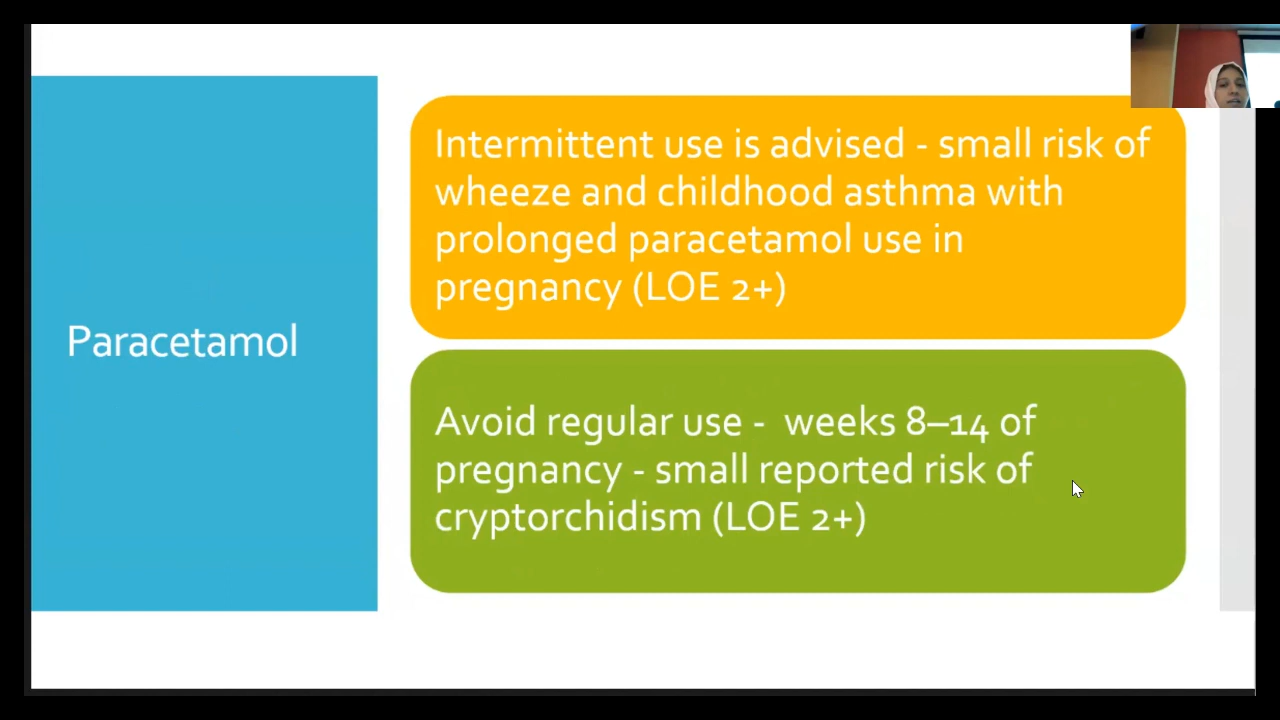 Paracetamol
Intermittent use is advised - small risk of
wheeze and childhood asthma with
prolonged paracetamol use in
pregnancy (LOE 2+)
Avoid regular use -  weeks 8–14 of
pregnancy - small reported risk of
cryptorchidism (LOE 2+)